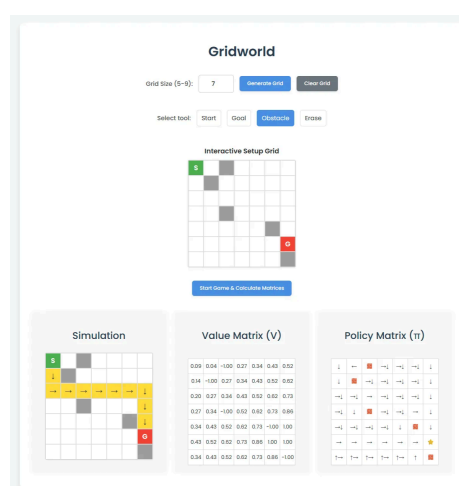 Gridworld
Grid Size (5-9): 7 Generate Grid Clear Grid
Select tool: Start Goal Obstacle Erase
Interactive Setup Grid
S
G
Start Game & Calculate Matrices
Simulation
S
↓
→ → → → → → ↓
↓
↓
G
Value Matrix (V)
0.09 0.04 -1.00 0.27 0.34 0.43 0.52
0.14 -1.00 0.27 0.34 0.43 0.52 0.62
0.20 0.27 0.34 0.43 0.52 0.62 0.73
0.27 0.34 -1.00 0.52 0.62 0.73 0.86
0.34 0.43 0.52 0.62 0.73 -1.00 1.00
0.43 0.52 0.62 0.73 0.86 1.00 1.00
0.34 0.43 0.52 0.62 0.73 0.86 -1.00
Policy Matrix (π)
↓ ← ■ →↓ →↓ →↓ ↓
↓ ■ →↓ →↓ →↓ →↓ ↓
→↓ →↓ → →↓ →↓ →↓ ↓
→↓ ↓ ■ →↓ →↓ →↓ ↓
→↓ →↓ →↓ →↓ ↓ ■ ↓
→ → → → → → ★
↑→ ↑→ ↑→ ↑→ ↑→ ↑ ■